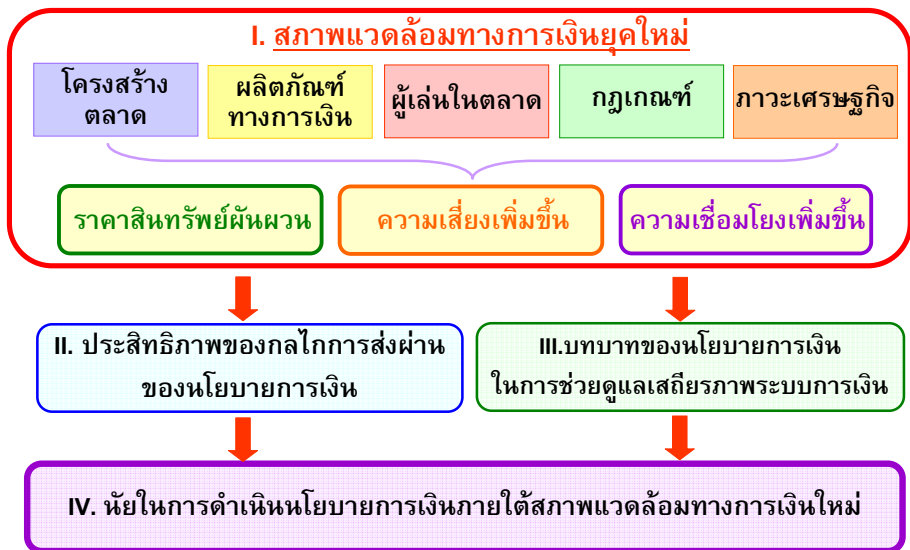 I. สภาพแวดล้อมทางการเงินยุคใหม่
โครงสร้าง
ตลาด
ผลิตภัณฑ์
ทางการเงิน
ผู้เล่นในตลาด
กฎเกณฑ์
ภาวะเศรษฐกิจ
ราคาสินทรัพย์ผันผวน
ความเสี่ยงเพิ่มขึ้น
ความเชื่อมโยงเพิ่มขึ้น
II. ประสิทธิภาพของกลไกการส่งผ่าน
ของนโยบายการเงิน
III.บทบาทของนโยบายการเงิน
ในการช่วยดูแลเสถียรภาพระบบการเงิน
IV. นัยในการดำเนินนโยบายการเงินภายใต้สภาพแวดล้อมทางการเงินใหม่